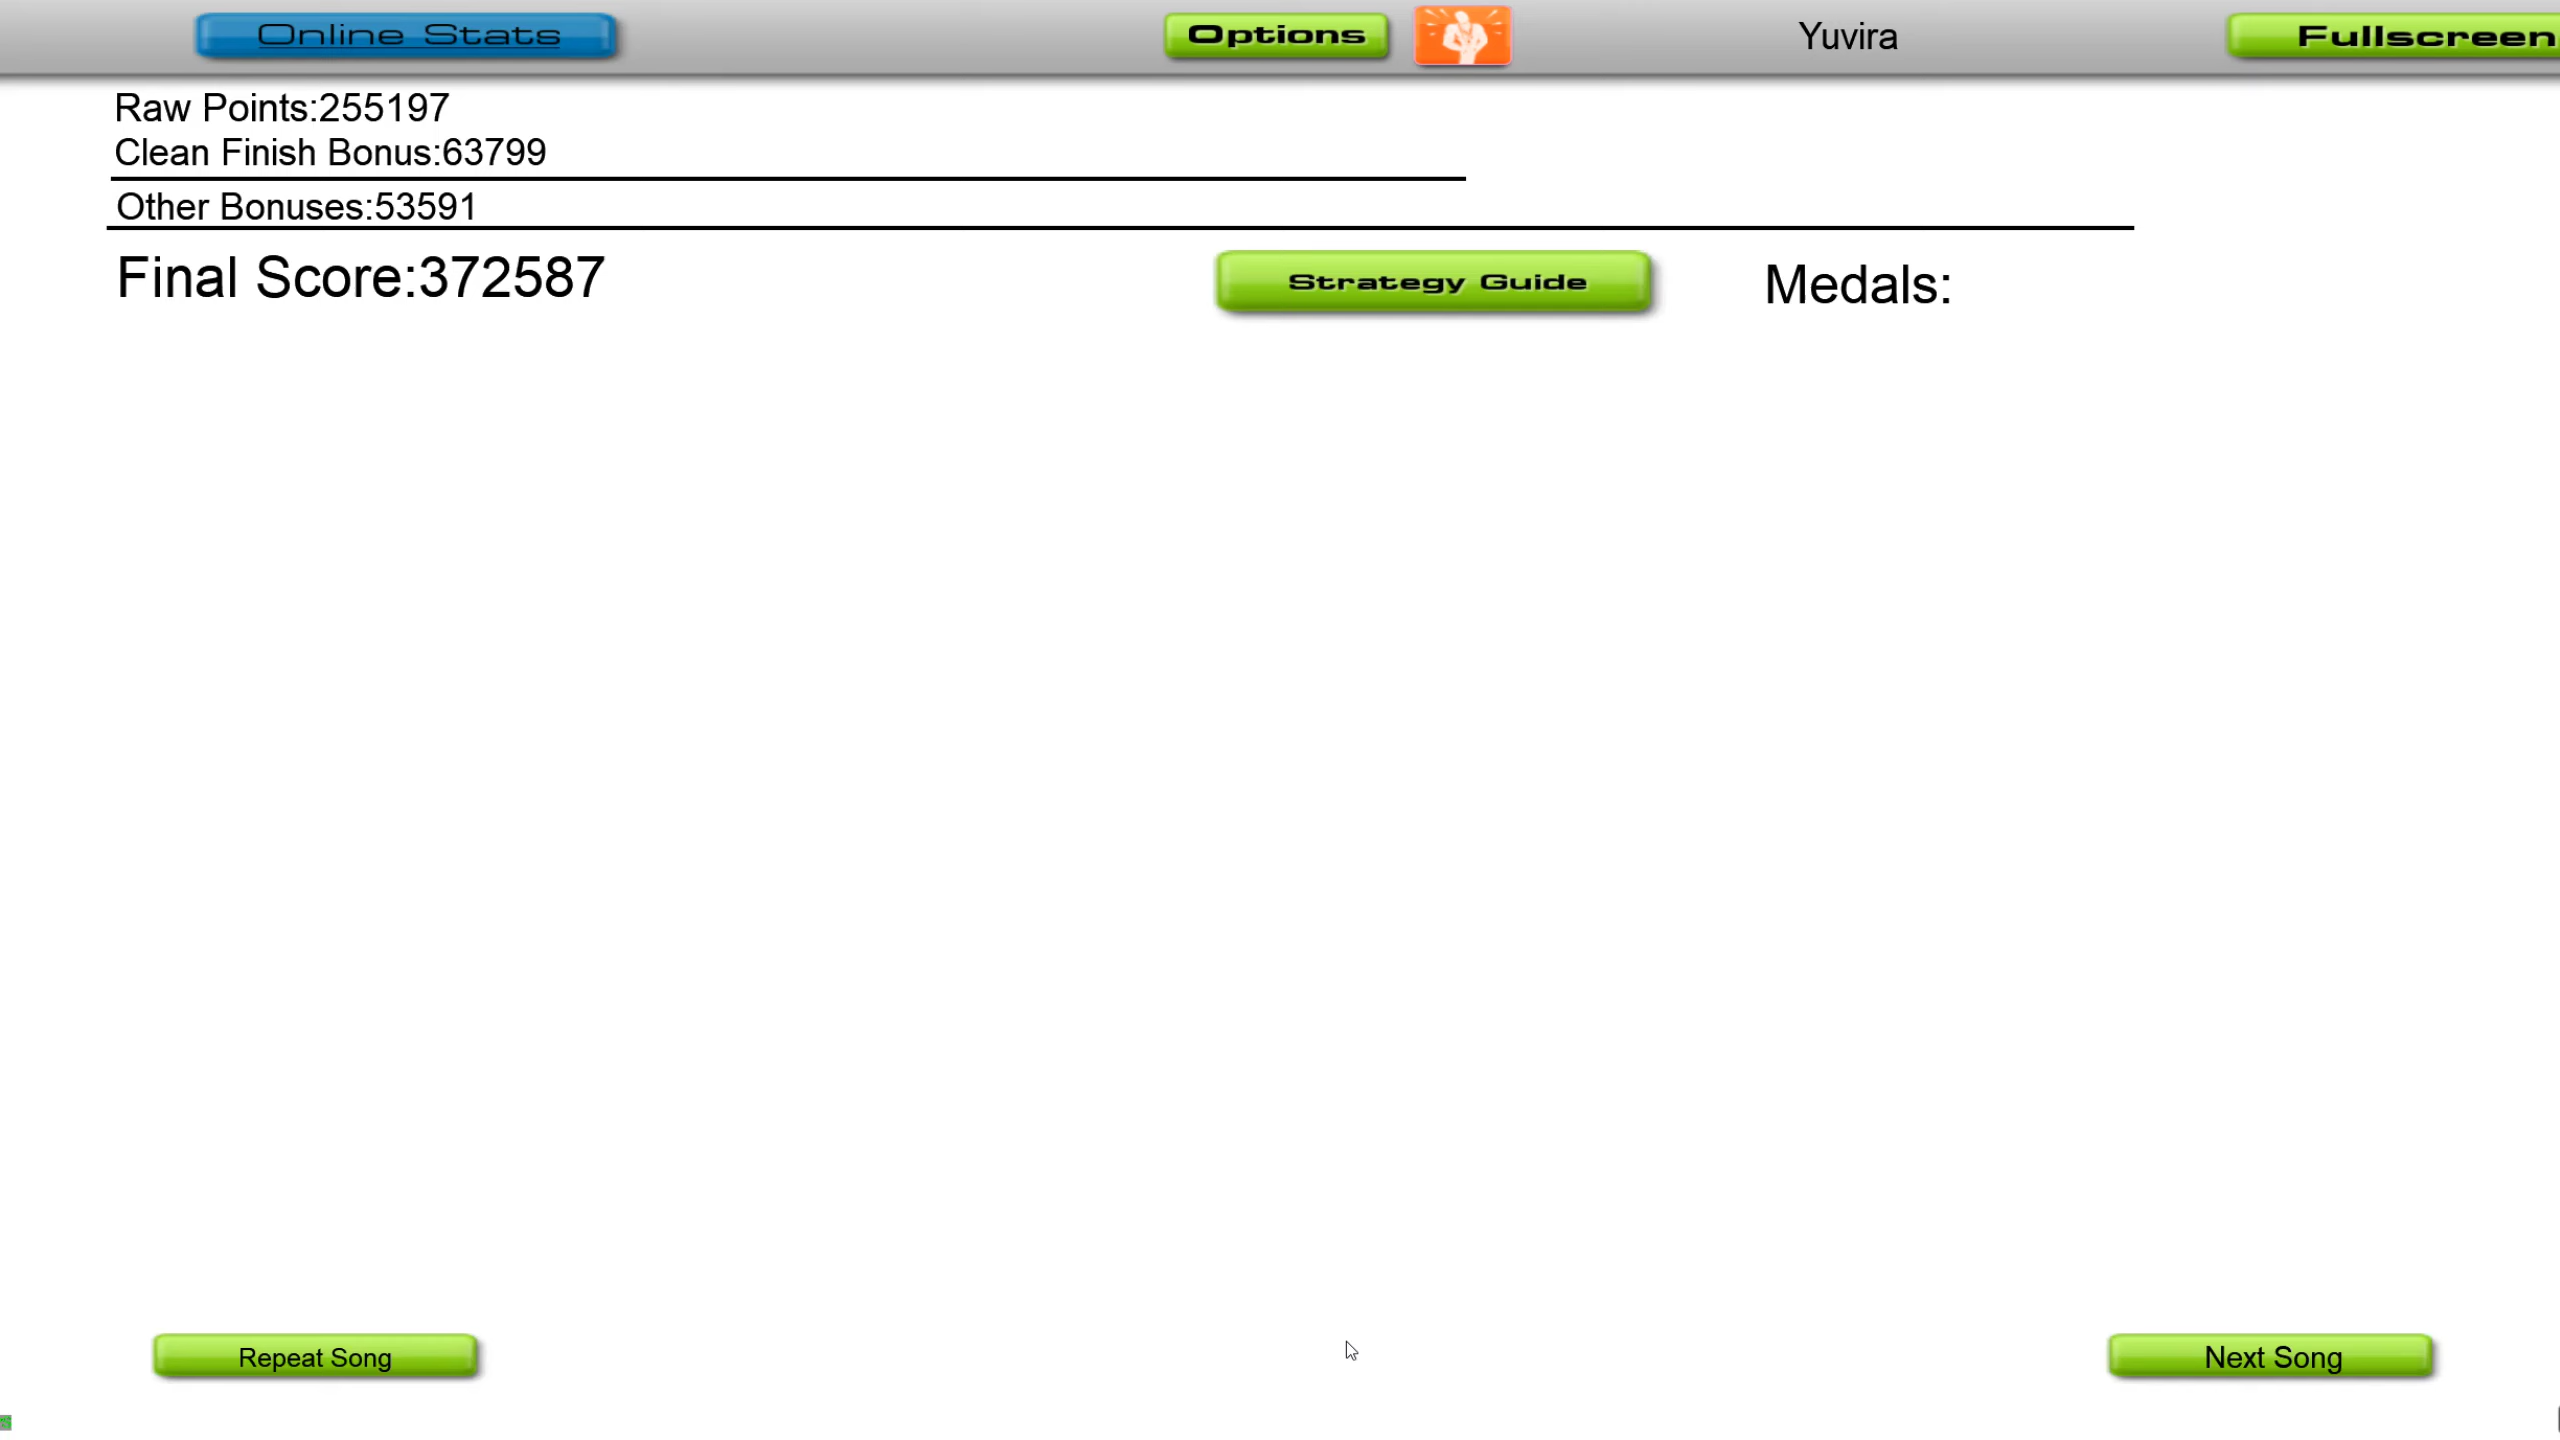 Online Stats
Options
Yuvira
Fullscreen
Raw Points:255197
Clean Finish Bonus:63799
Other Bonuses:53591
Final Score:372587
Strategy Guide
Medals:
Repeat Song
Next Song